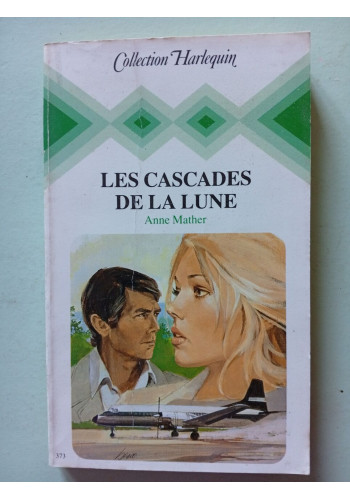 Collection Harlequin
LES CASCADES
DE LA LUNE
Anne Mather
373